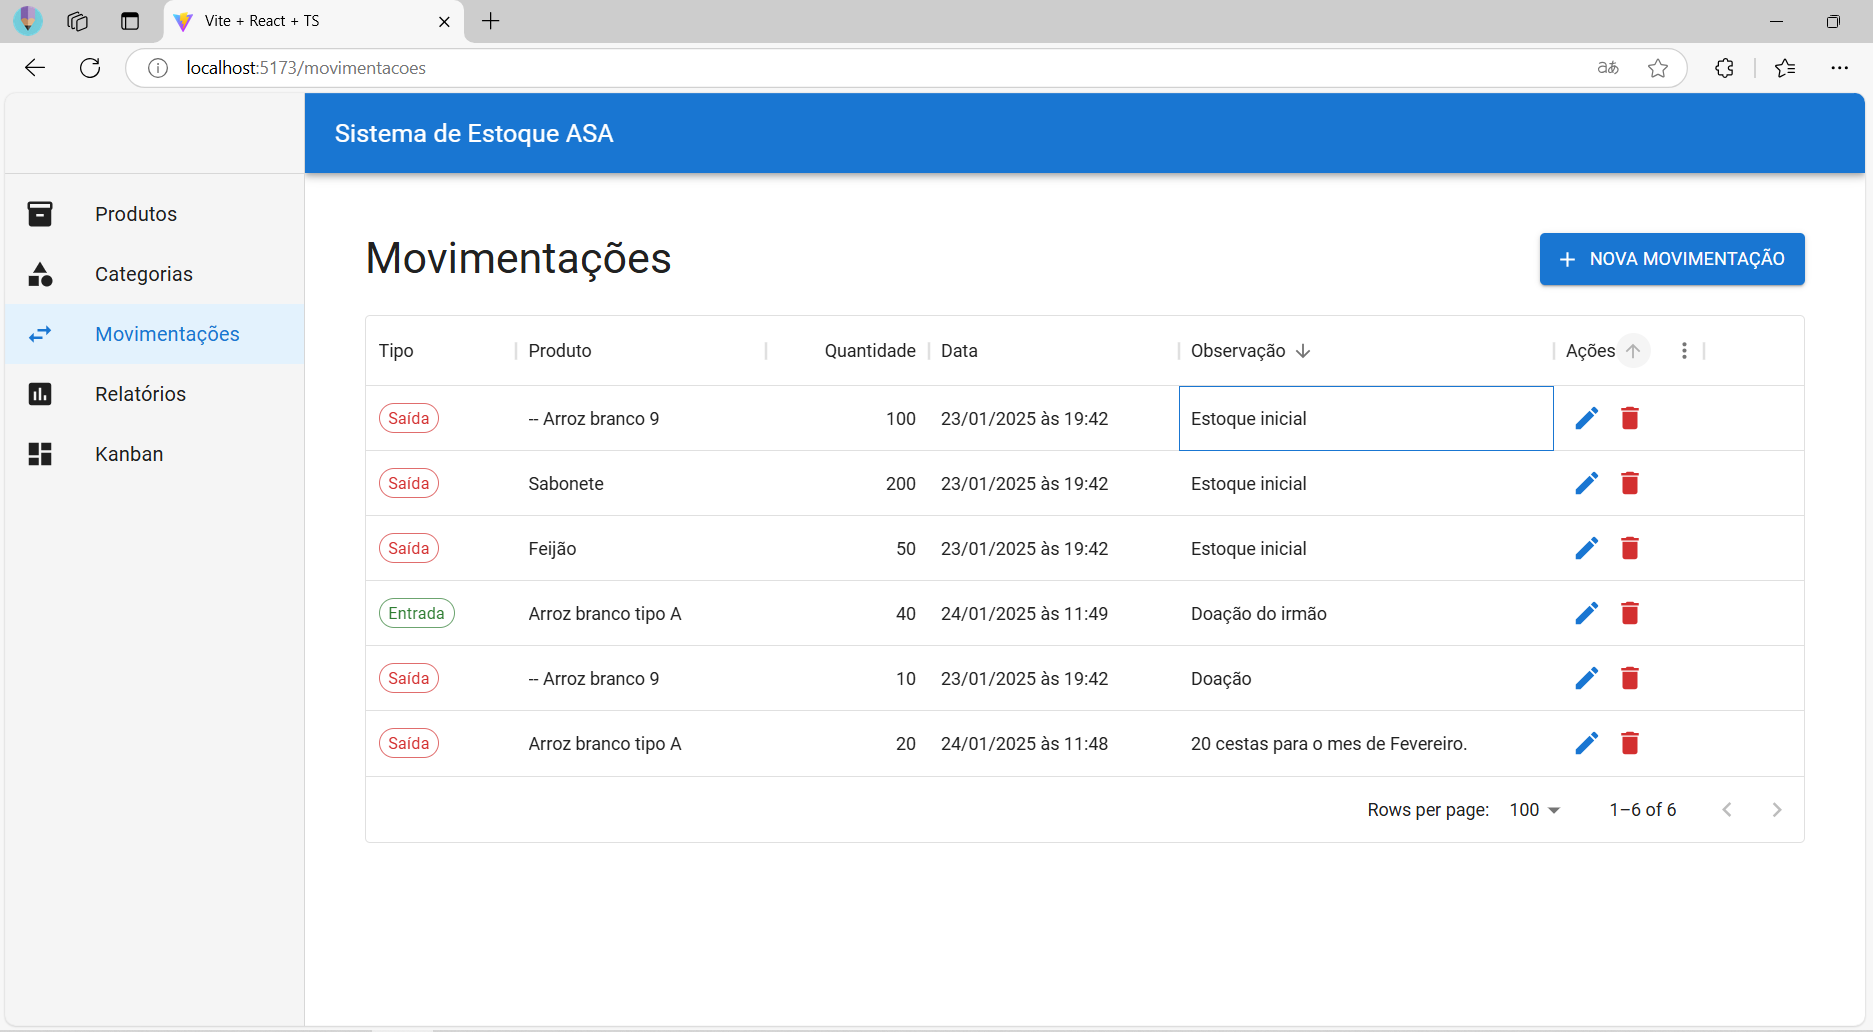 Vite + React + TS
localhost:5173/movimentacoes
aあ
Sistema de Estoque ASA
Produtos
Categorias
Movimentações
Relatórios
Kanban
Movimentações
NOVA MOVIMENTAÇÃO
Tipo Produto Quantidade Data Observação Ações
Saída -- Arroz branco 9 100 23/01/2025 às 19:42 Estoque inicial
Saída Sabonete 200 23/01/2025 às 19:42 Estoque inicial
Saída Feijão 50 23/01/2025 às 19:42 Estoque inicial
Entrada Arroz branco tipo A 40 24/01/2025 às 11:49 Doação do irmão
Saída -- Arroz branco 9 10 23/01/2025 às 19:42 Doação
Saída Arroz branco tipo A 20 24/01/2025 às 11:48 20 cestas para o mes de Fevereiro.
Rows per page: 100 1–6 of 6